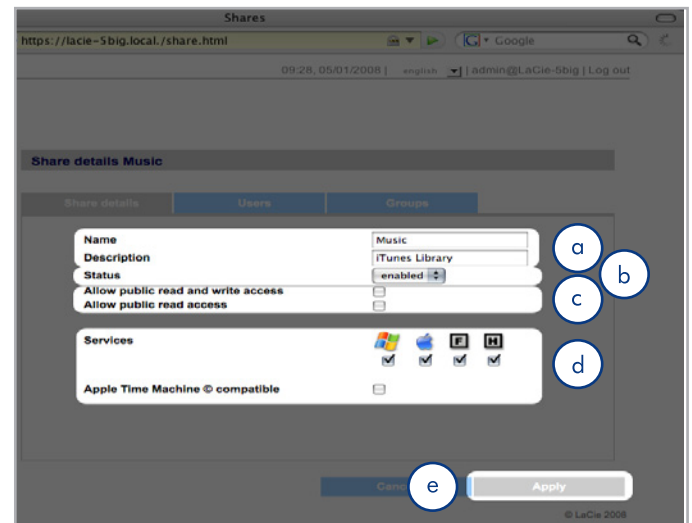 Shares
https://lacie-5big.local./share.html G Google
09:28, 05/01/2008 | english | admin@LaCie-5big | Log out
Share details Music
Share details Users Groups
Name Music
Description iTunes Library
a
Status enabled
b
Allow public read and write access
Allow public read access
c
Services F H
d
Apple Time Machine © compatible
Canc e Apply
© LaCie 2008